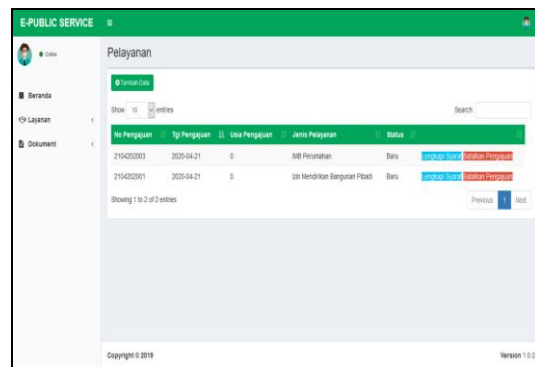 E-PUBLIC SERVICE
Online
Pelayanan
Tambah Data
Beranda
Layanan
Dokument
Show 10 entries
Search
No Pengajuan Tgl Pengajuan Usia Pengajuan Jenis Pelayanan Status
2104202003 2020-04-21 0 IMB Perumahan Baru Lengkapi Syarat Batalkan Pengajuan
2104202001 2020-04-21 0 Izin Mendirikan Bangunan Pibadi Baru Lengkapi Syarat Batalkan Pengajuan
Showing 1 to 2 of 2 entries
Previous 1 Next
Copyright © 2019
Version 1.0.0